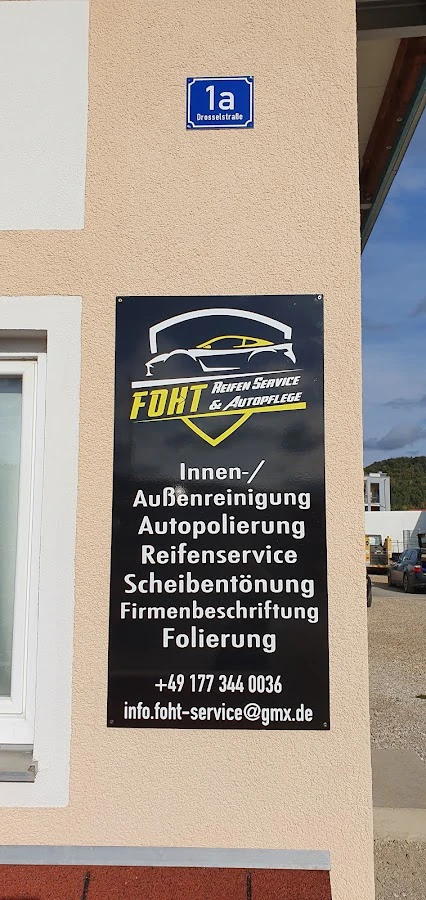 1a
Drosselstraße
FOHT REIFEN SERVICE
& AUTOPFLEGE
Innen-/
Außenreinigung
Autopolierung
Reifenservice
Scheibentönung
Firmenbeschriftung
Folierung
+49 177 344 0036
info.foht-service@gmx.de